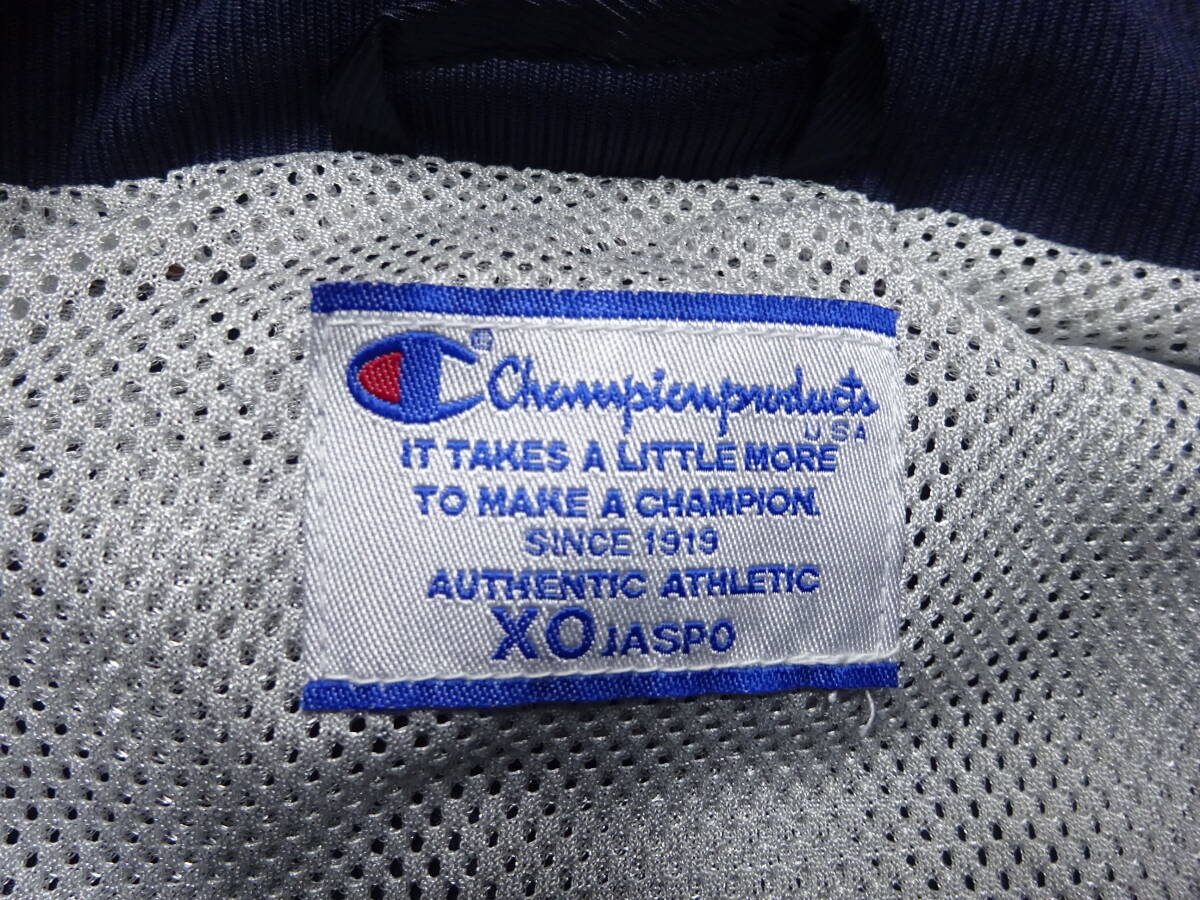 ® Championproducts
USA
IT TAKES A LITTLE MORE
TO MAKE A CHAMPION.
SINCE 1919
AUTHENTIC ATHLETIC
XO JASPO